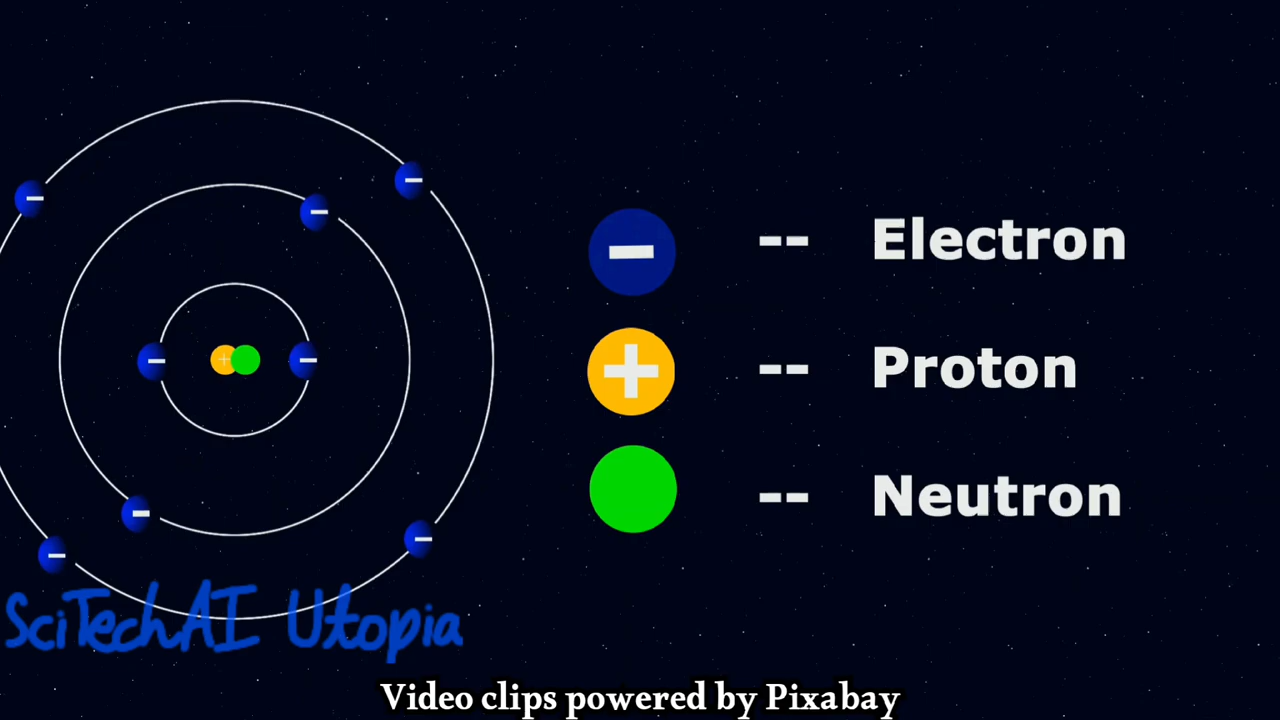 -- Electron
+ -- Proton
-- Neutron
SciTechAI Utopia
Video clips powered by Pixabay